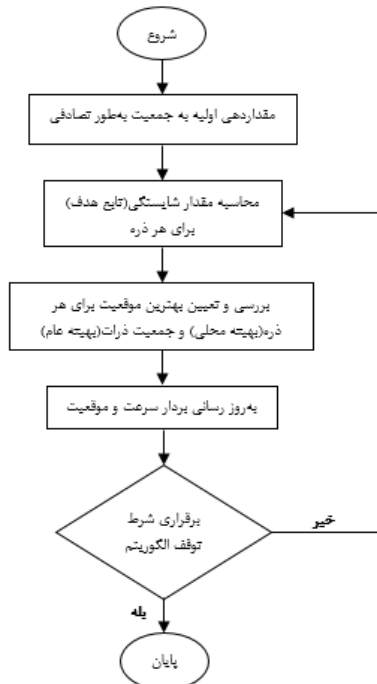 شروع
مقداردهی اولیه به جمعیت به‌طور تصادفی
محاسبه مقدار شایستگی(تابع هدف)
برای هر ذره
بررسی و تعیین بهترین موقعیت برای هر
ذره(بهینه محلی) و جمعیت ذرات(بهینه عام)
به‌روز رسانی بردار سرعت و موقعیت
برقراری شرط
توقف الگوریتم
خیر
بله
پایان